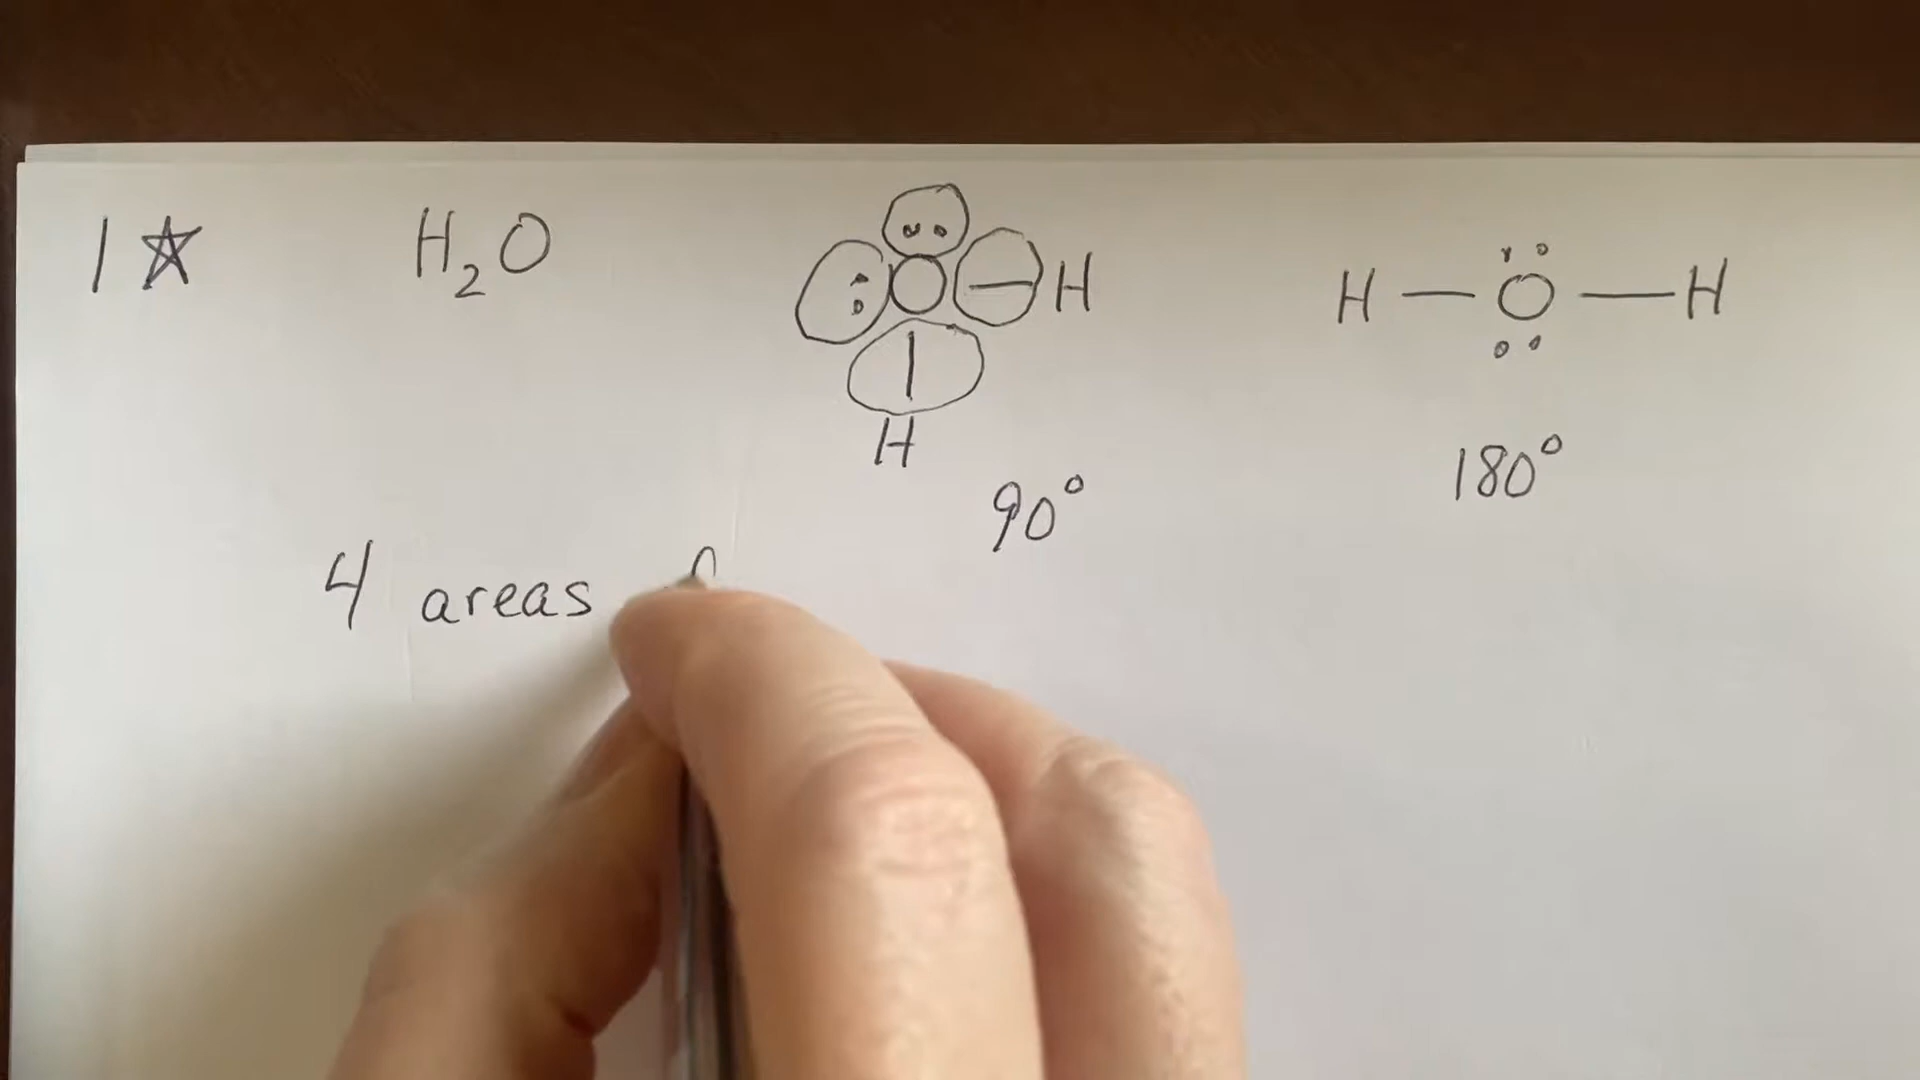 1 ☆ H₂O
O H
H
H — O — H
90°
180°
4 areas